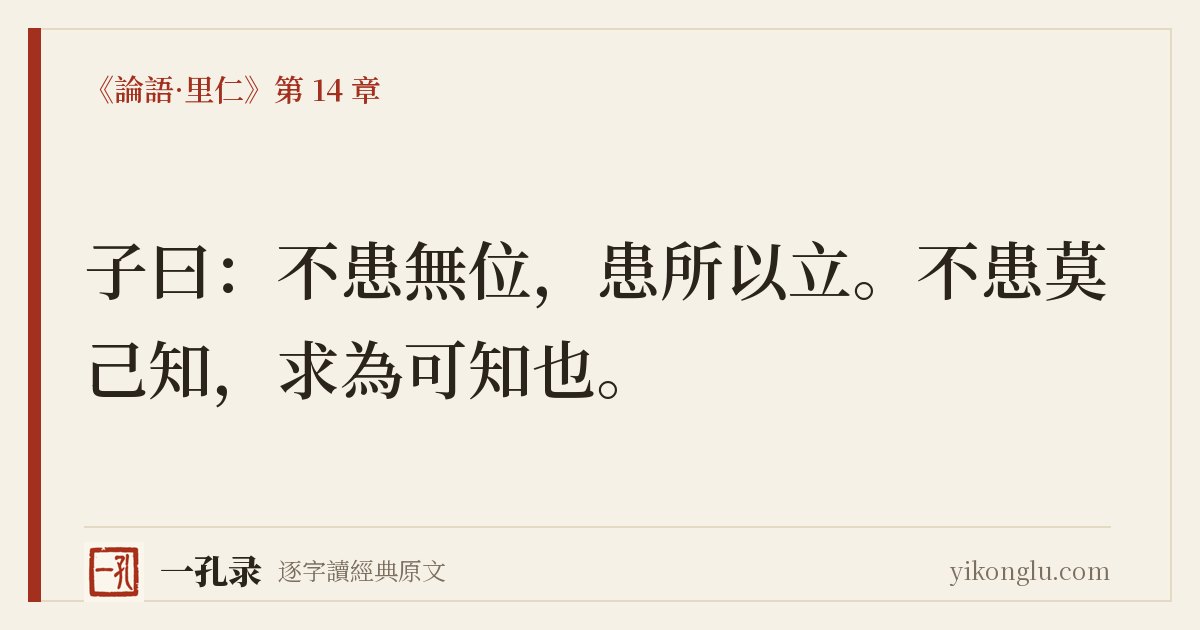 《論語·里仁》第 14 章
子曰：不患無位，患所以立。不患莫
己知，求為可知也。
一孔 一孔录 逐字讀經典原文 yikonglu.com